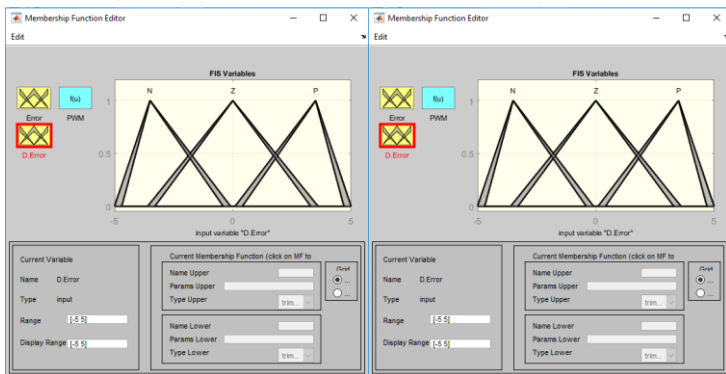 Membership Function Editor
Edit
FIS Variables
f(u)
Error
PWM
D.Error
N
Z
P
1
0.5
0
-5
0
5
input variable "D.Error"
Current Variable
Name D.Error
Type input
Range [-5 5]
Display Range [-5 5]
Current Membership Function (click on MF to
Name Upper
Params Upper
Type Upper trim...
Name Lower
Params Lower
Type Lower trim...
Grid
...
...
Membership Function Editor
Edit
FIS Variables
f(u)
Error
PWM
D.Error
N
Z
P
1
0.5
0
-5
0
5
input variable "D.Error"
Current Variable
Name D.Error
Type input
Range [-5 5]
Display Range [-5 5]
Current Membership Function (click on MF to
Name Upper
Params Upper
Type Upper trim...
Name Lower
Params Lower
Type Lower trim...
Grid
...
...